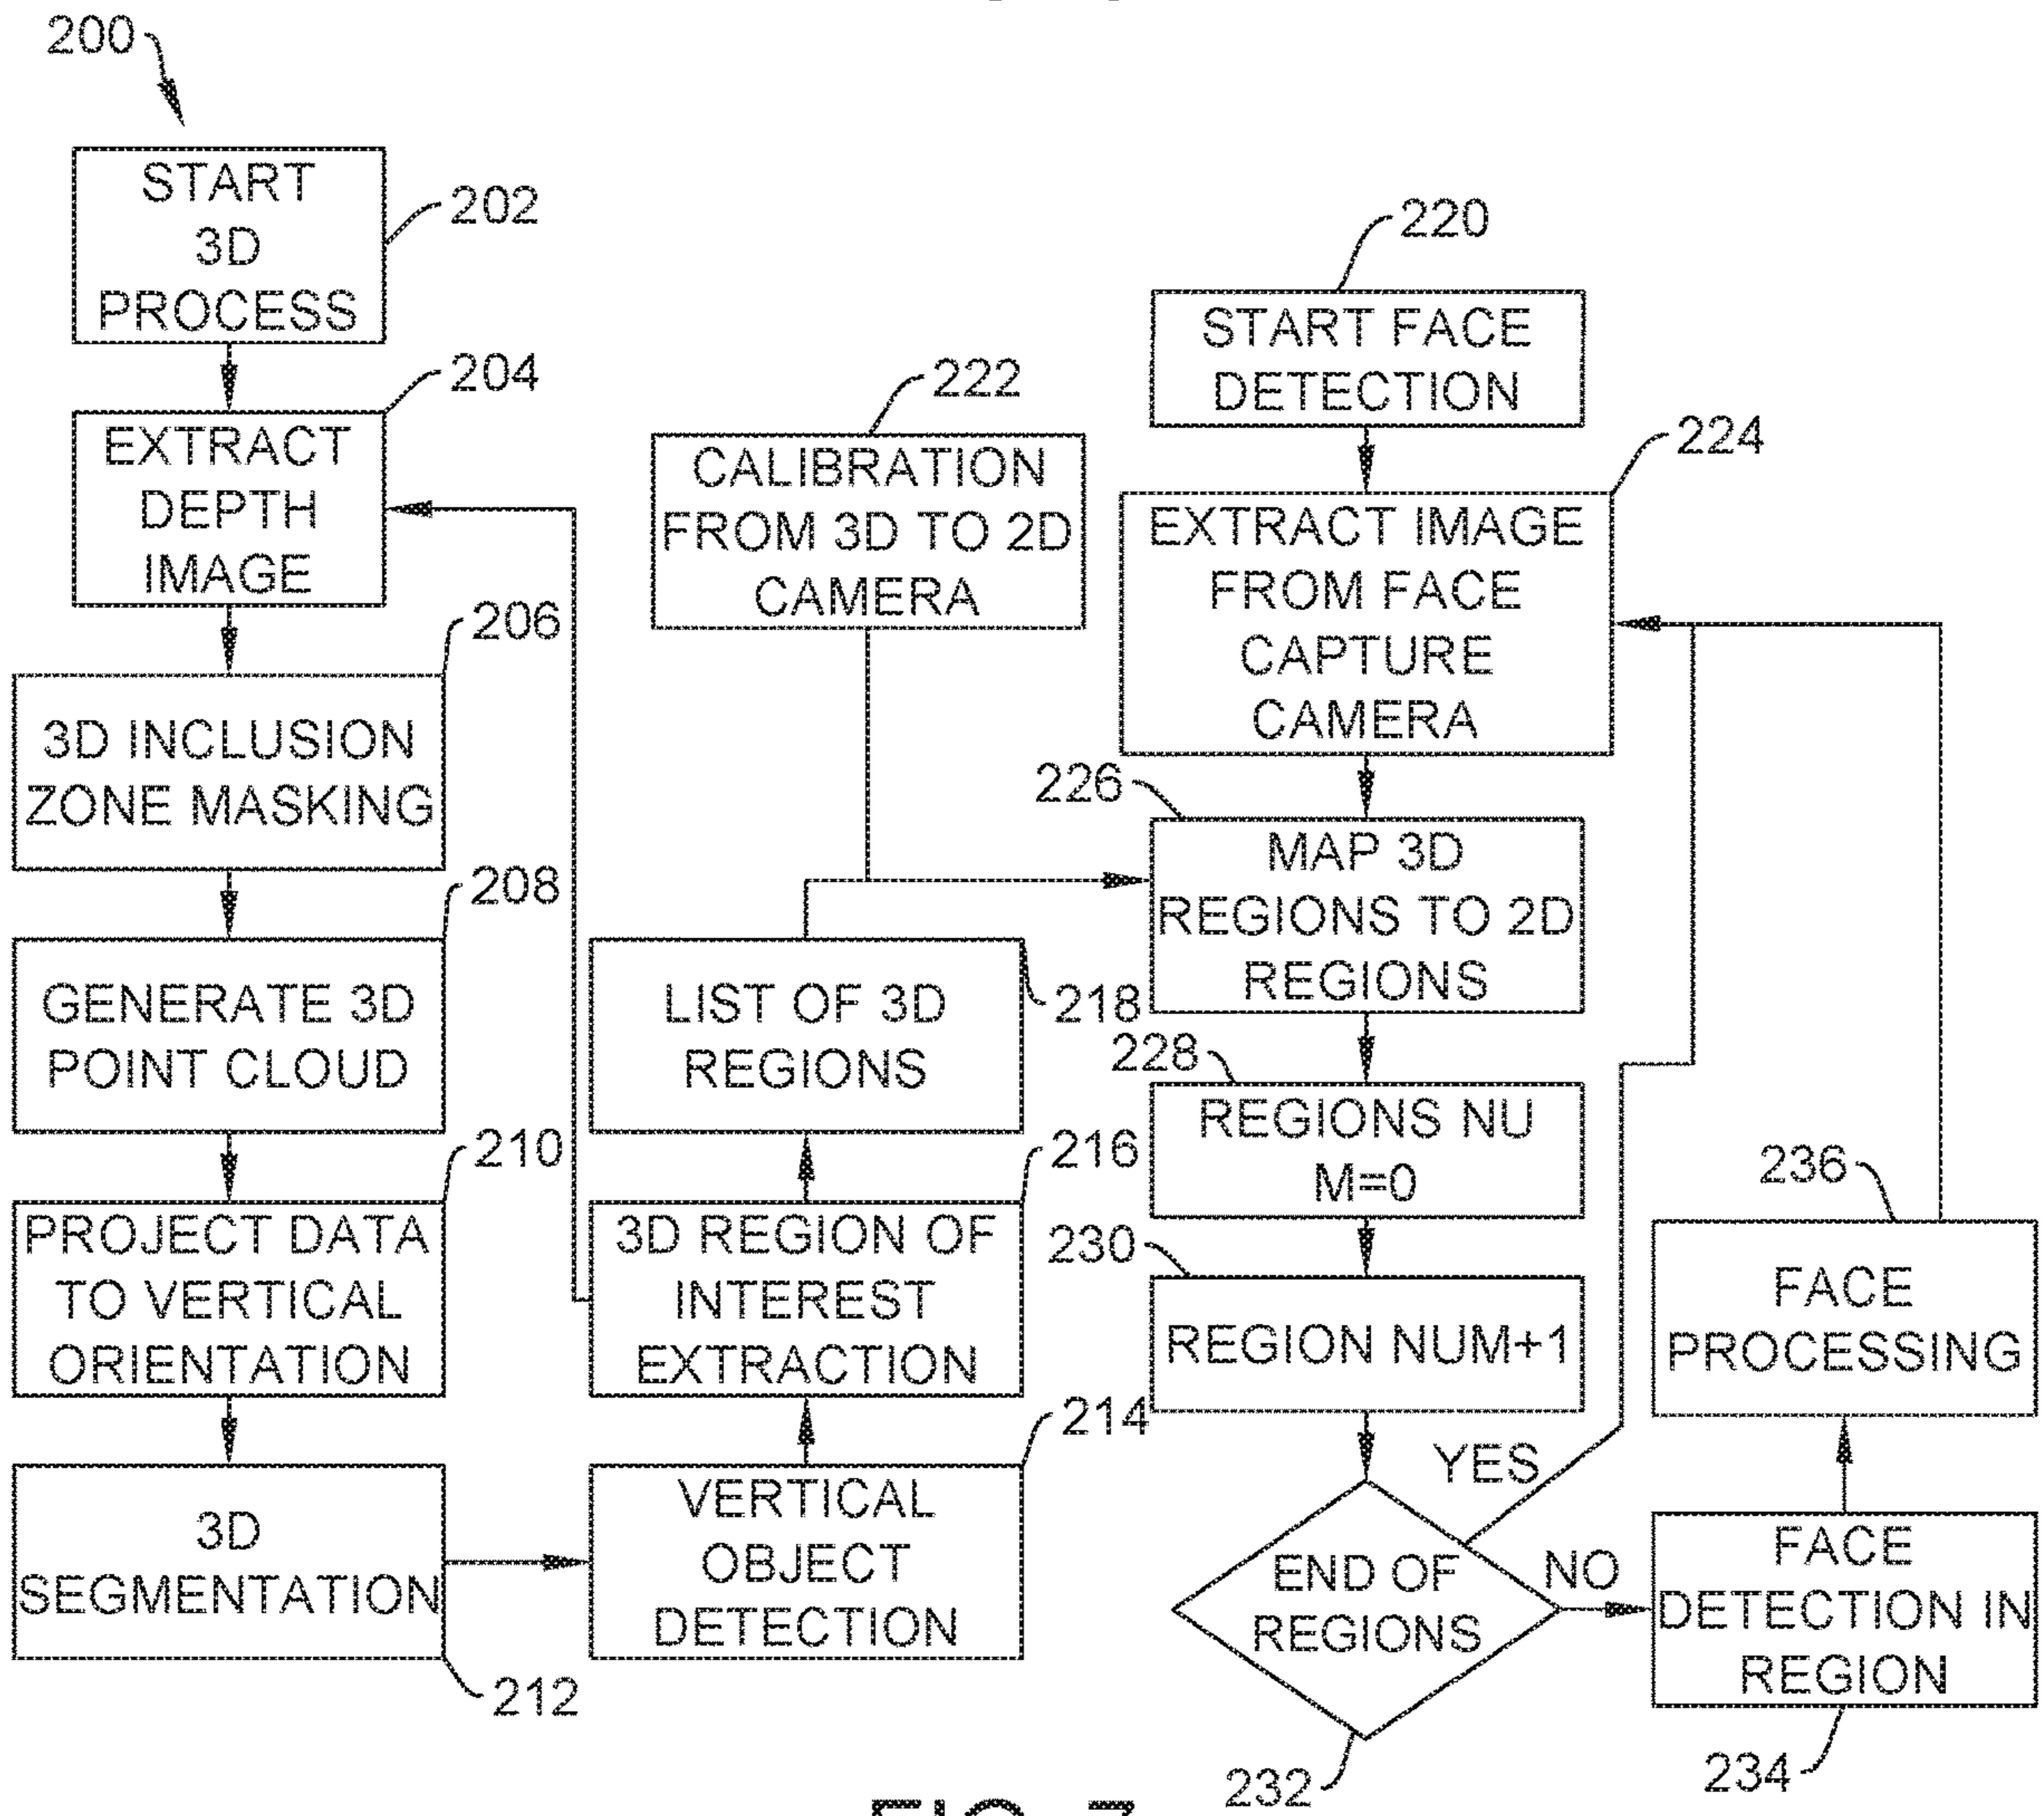 200
START
3D
PROCESS
202
EXTRACT
DEPTH
IMAGE
204
3D INCLUSION
ZONE MASKING
206
GENERATE 3D
POINT CLOUD
208
PROJECT DATA
TO VERTICAL
ORIENTATION
210
3D
SEGMENTATION
212
VERTICAL
OBJECT
DETECTION
214
3D REGION OF
INTEREST
EXTRACTION
216
LIST OF 3D
REGIONS
218
220
START FACE
DETECTION
222
CALIBRATION
FROM 3D TO 2D
CAMERA
224
EXTRACT IMAGE
FROM FACE
CAPTURE
CAMERA
226
MAP 3D
REGIONS TO 2D
REGIONS
228
REGIONS NU
M=0
230
REGION NUM+1
YES
END OF
REGIONS
232
NO
FACE
DETECTION IN
REGION
234
236
FACE
PROCESSING